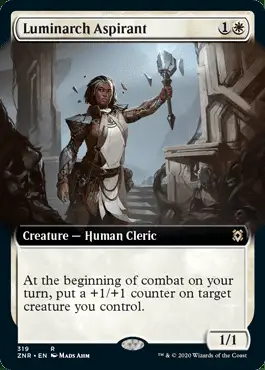 Luminarch Aspirant 1
Creature — Human Cleric
At the beginning of combat on your
turn, put a +1/+1 counter on target
creature you control.
1/1
319 R
ZNR • EN Mads Ahm
™ & © 2020 Wizards of the Coast